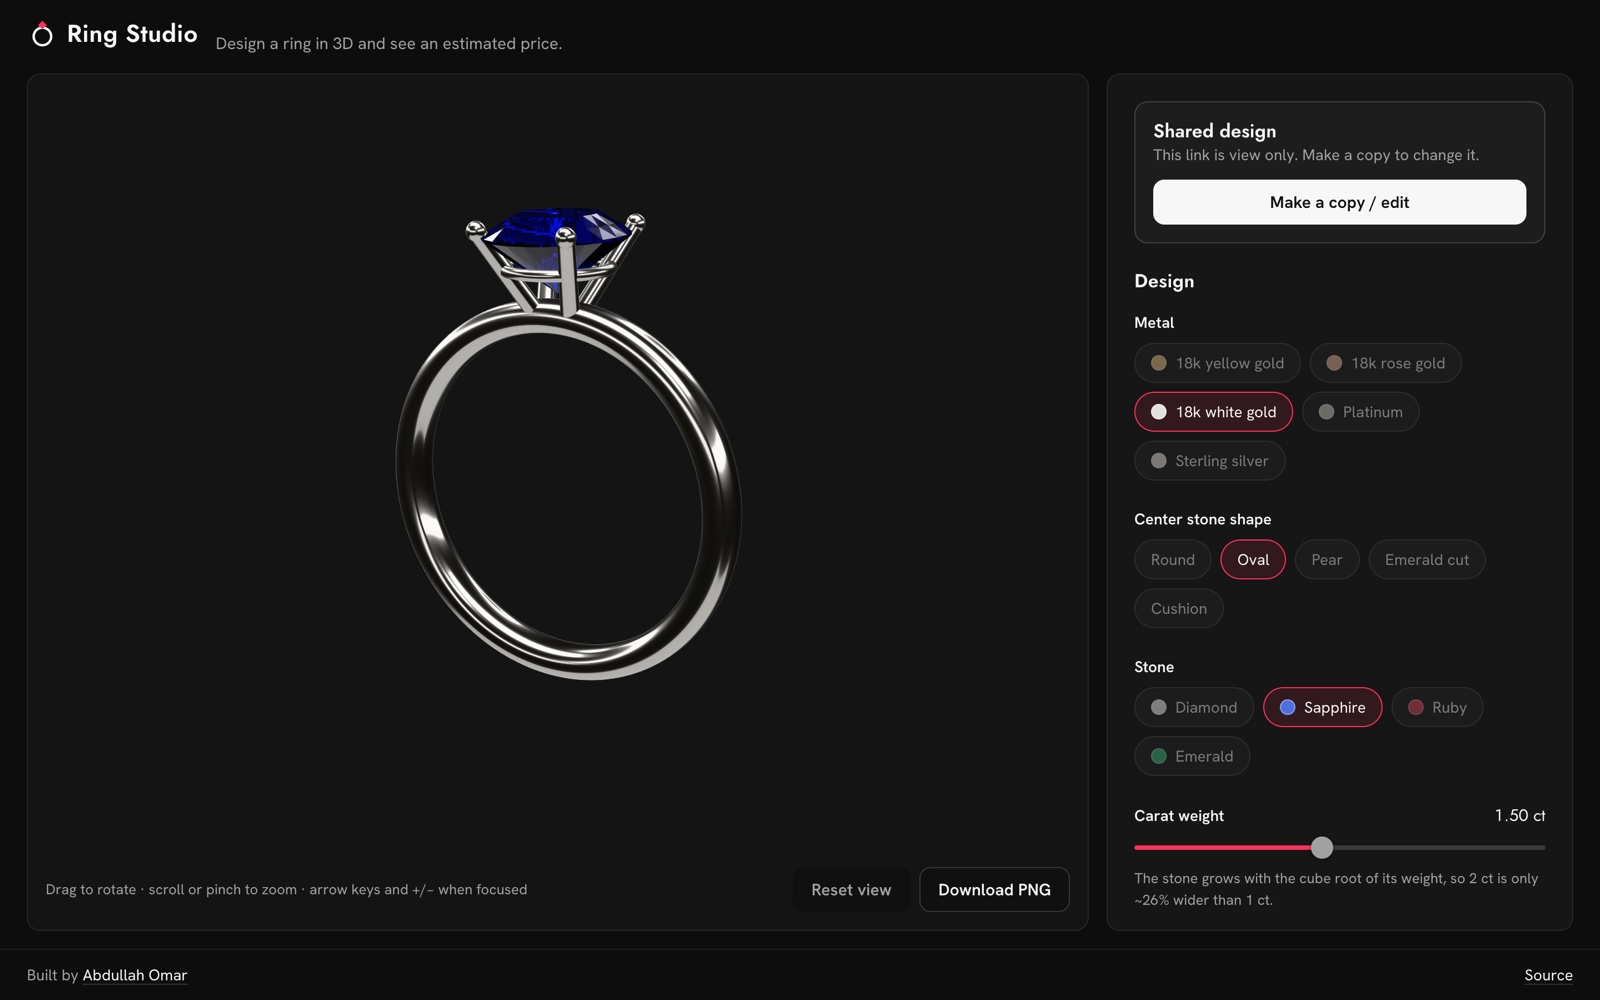 Ring Studio
Design a ring in 3D and see an estimated price.
Shared design
This link is view only. Make a copy to change it.
Make a copy / edit
Design
Metal
18k yellow gold
18k rose gold
18k white gold
Platinum
Sterling silver
Center stone shape
Round
Oval
Pear
Emerald cut
Cushion
Stone
Diamond
Sapphire
Ruby
Emerald
Carat weight
1.50 ct
The stone grows with the cube root of its weight, so 2 ct is only
~26% wider than 1 ct.
Drag to rotate · scroll or pinch to zoom · arrow keys and +/− when focused
Reset view
Download PNG
Built by Abdullah Omar
Source